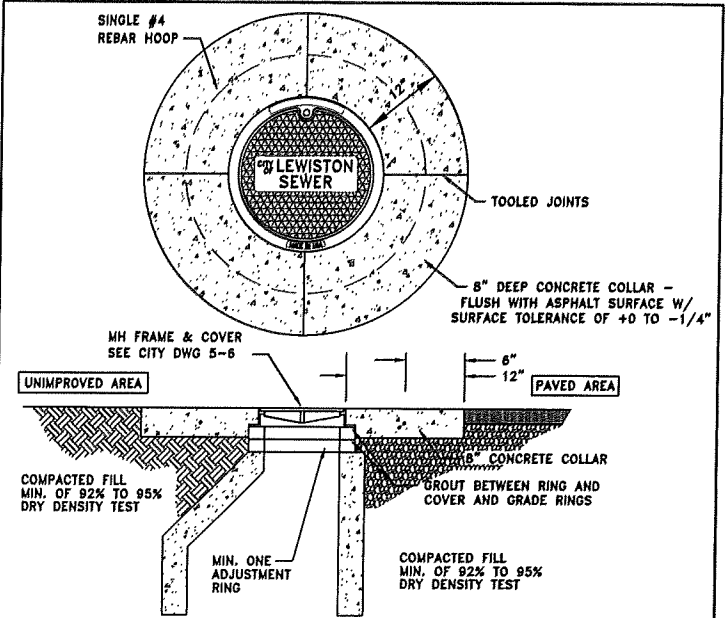 SINGLE #4
REBAR HOOP
12"
CITY OF LEWISTON
SEWER
MADE IN USA
TOOLED JOINTS
8" DEEP CONCRETE COLLAR -
FLUSH WITH ASPHALT SURFACE W/
SURFACE TOLERANCE OF +0 TO -1/4"
MH FRAME & COVER
SEE CITY DWG 5-6
6"
12"
UNIMPROVED AREA
PAVED AREA
8" CONCRETE COLLAR
COMPACTED FILL
MIN. OF 92% TO 95%
DRY DENSITY TEST
GROUT BETWEEN RING AND
COVER AND GRADE RINGS
MIN. ONE
ADJUSTMENT
RING
COMPACTED FILL
MIN. OF 92% TO 95%
DRY DENSITY TEST